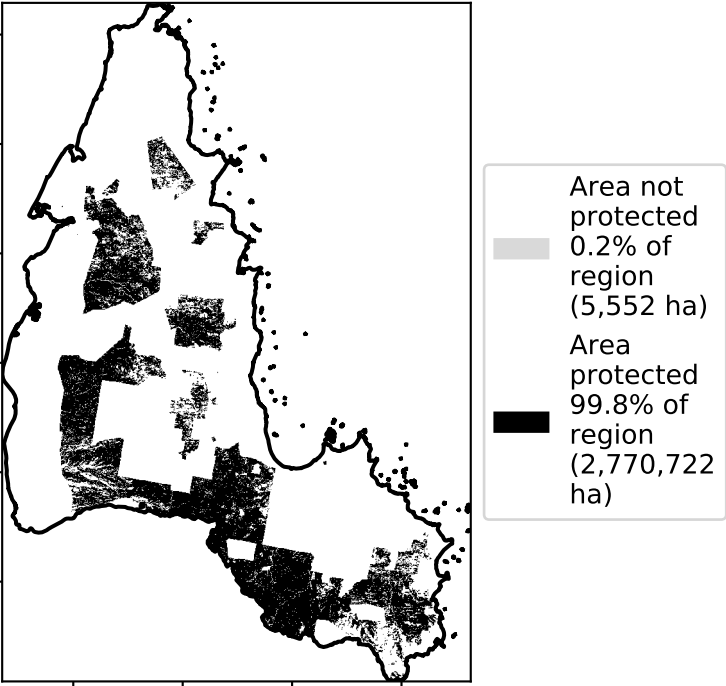 Area not
protected
0.2% of
region
(5,552 ha)
Area
protected
99.8% of
region
(2,770,722
ha)